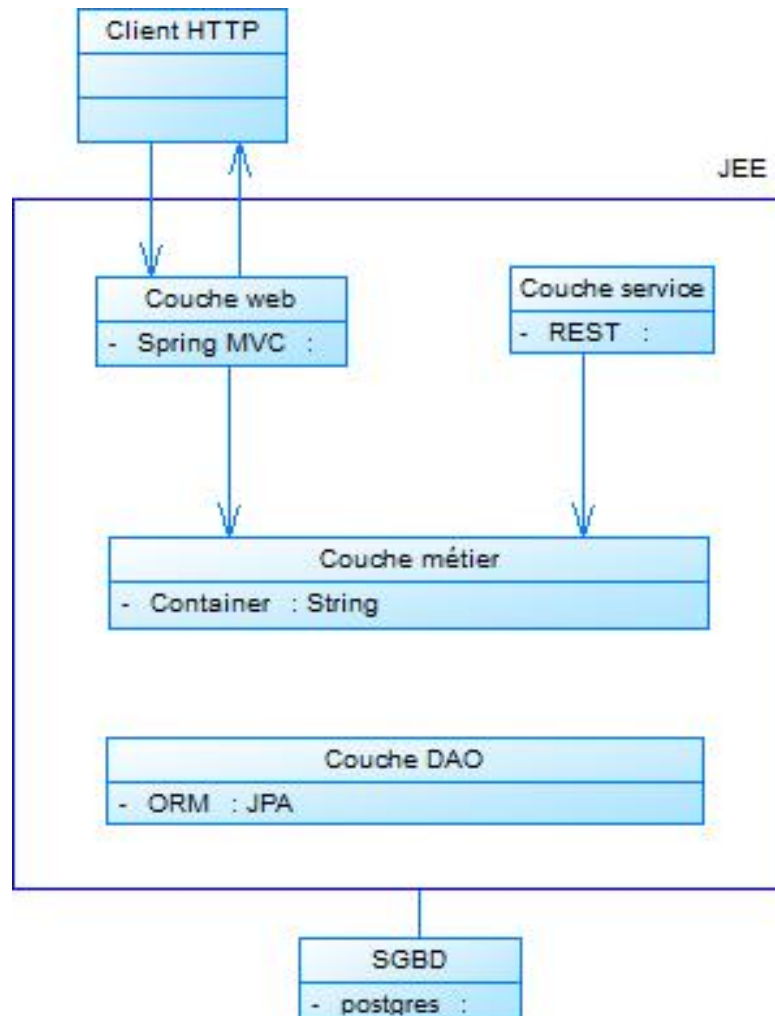 Client HTTP
JEE
Couche web
- Spring MVC :
Couche service
- REST :
Couche métier
- Container : String
Couche DAO
- ORM : JPA
SGBD
- postgres :